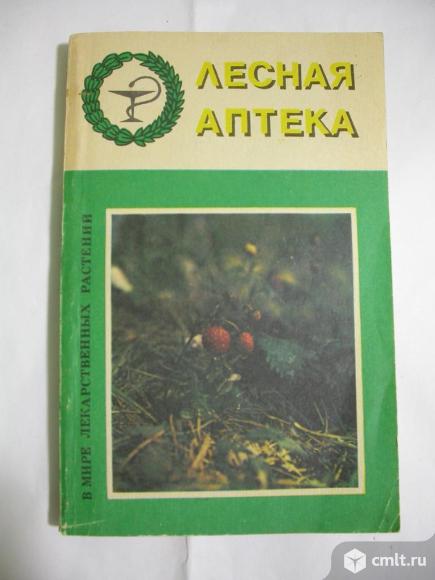 ЛЕСНАЯ
АПТЕКА
В МИРЕ ЛЕКАРСТВЕННЫХ РАСТЕНИЙ
cmlt.ru